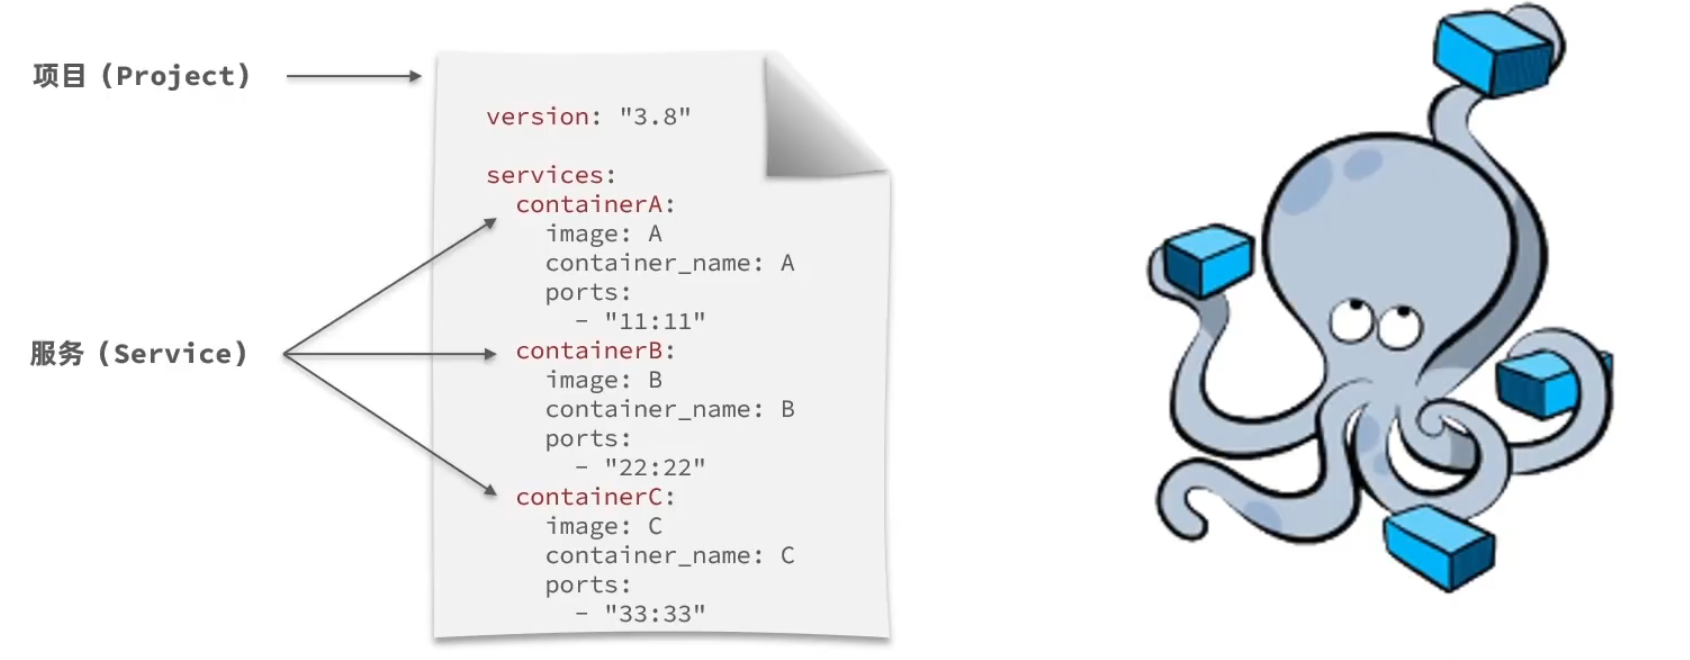 项目（Project）
version: "3.8"
services:
containerA:
image: A
container_name: A
ports:
- "11:11"
服务（Service）
containerB:
image: B
container_name: B
ports:
- "22:22"
containerC:
image: C
container_name: C
ports:
- "33:33"